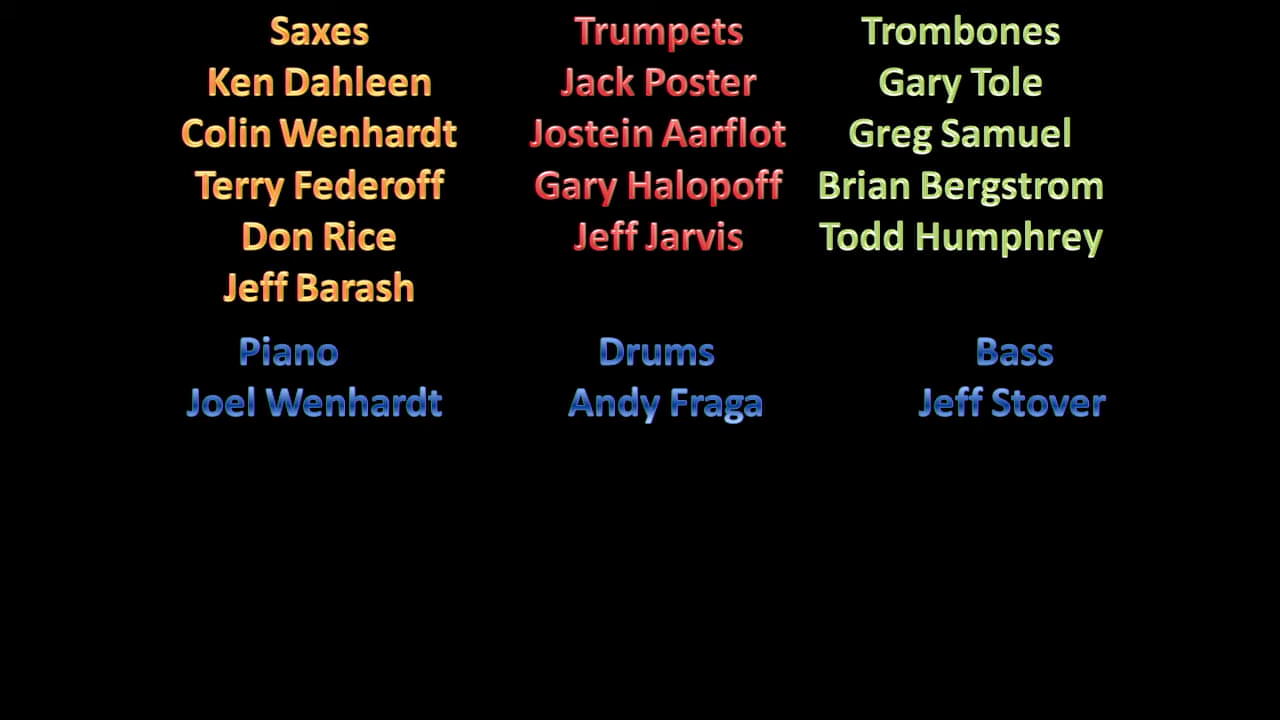 Saxes
Ken Dahleen
Colin Wenhardt
Terry Federoff
Don Rice
Jeff Barash
Trumpets
Jack Poster
Jostein Aarflot
Gary Halopoff
Jeff Jarvis
Trombones
Gary Tole
Greg Samuel
Brian Bergstrom
Todd Humphrey
Piano
Joel Wenhardt
Drums
Andy Fraga
Bass
Jeff Stover